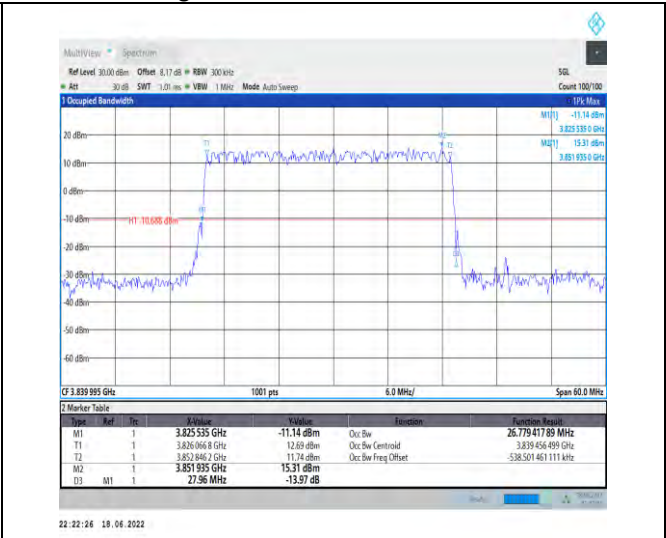 MultiView Spectrum
Ref Level 30.00 dBm Offset 8.17 dB RBW 300 kHz SGL
Att 30 dB SWT 1.01 ms VBW 1 MHz Mode Auto Sweep Count 100/100
1 Occupied Bandwidth 1Pk Max
M1[1] -11.14 dBm
3.825 535 0 GHz
M2[1] 15.31 dBm
3.851 935 0 GHz
20 dBm
10 dBm
0 dBm
-10 dBm
-20 dBm
-30 dBm
-40 dBm
-50 dBm
-60 dBm
T1
M2
T2
H1 -10.686 dBm
CF 3.839 995 GHz 1001 pts 6.0 MHz/ Span 60.0 MHz
2 Marker Table
Type Ref Trc X-Value Y-Value Function Function Result
M1 1 3.825 535 GHz -11.14 dBm Occ Bw 26.779 417 89 MHz
T1 1 3.826 066 8 GHz 12.69 dBm Occ Bw Centroid 3.839 456 499 GHz
T2 1 3.852 846 2 GHz 11.74 dBm Occ Bw Freq Offset -538.501 461 111 kHz
M2 1 3.851 935 GHz 15.31 dBm
D3 M1 1 27.96 MHz -13.97 dB
22:22:26 18.06.2022